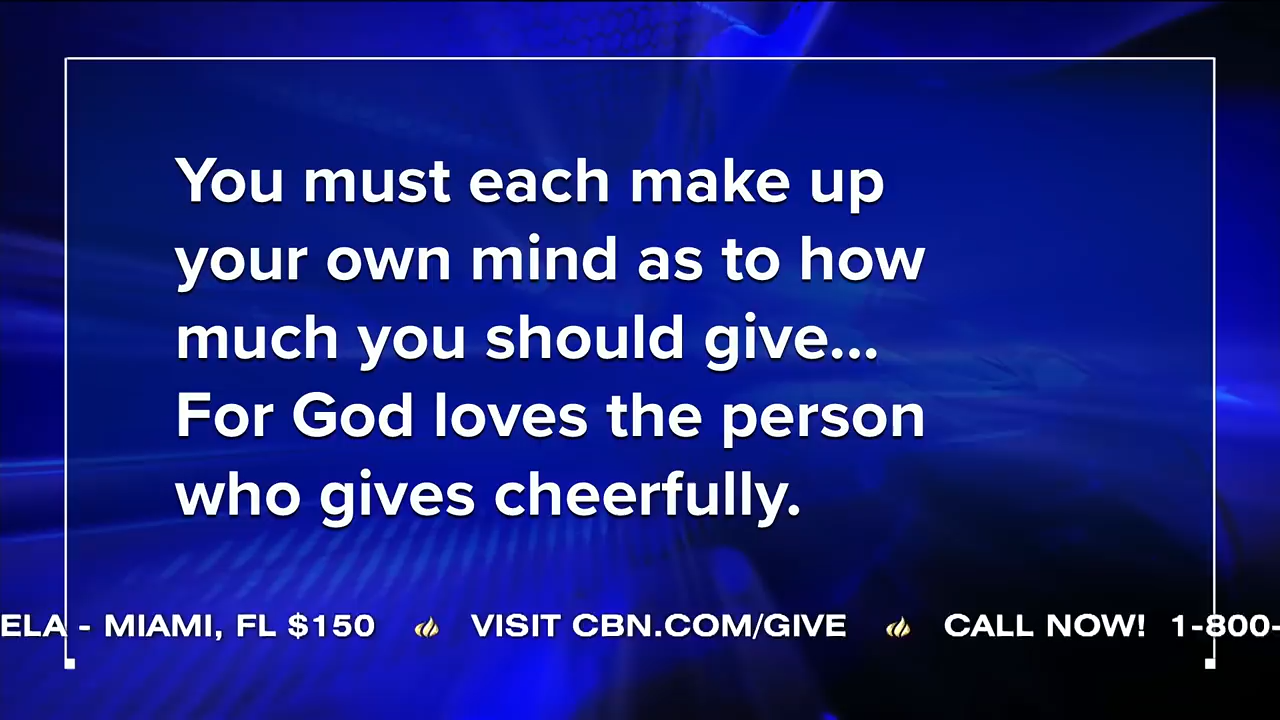 You must each make up
your own mind as to how
much you should give...
For God loves the person
who gives cheerfully.
ELA - MIAMI, FL $150 VISIT CBN.COM/GIVE CALL NOW! 1-800-